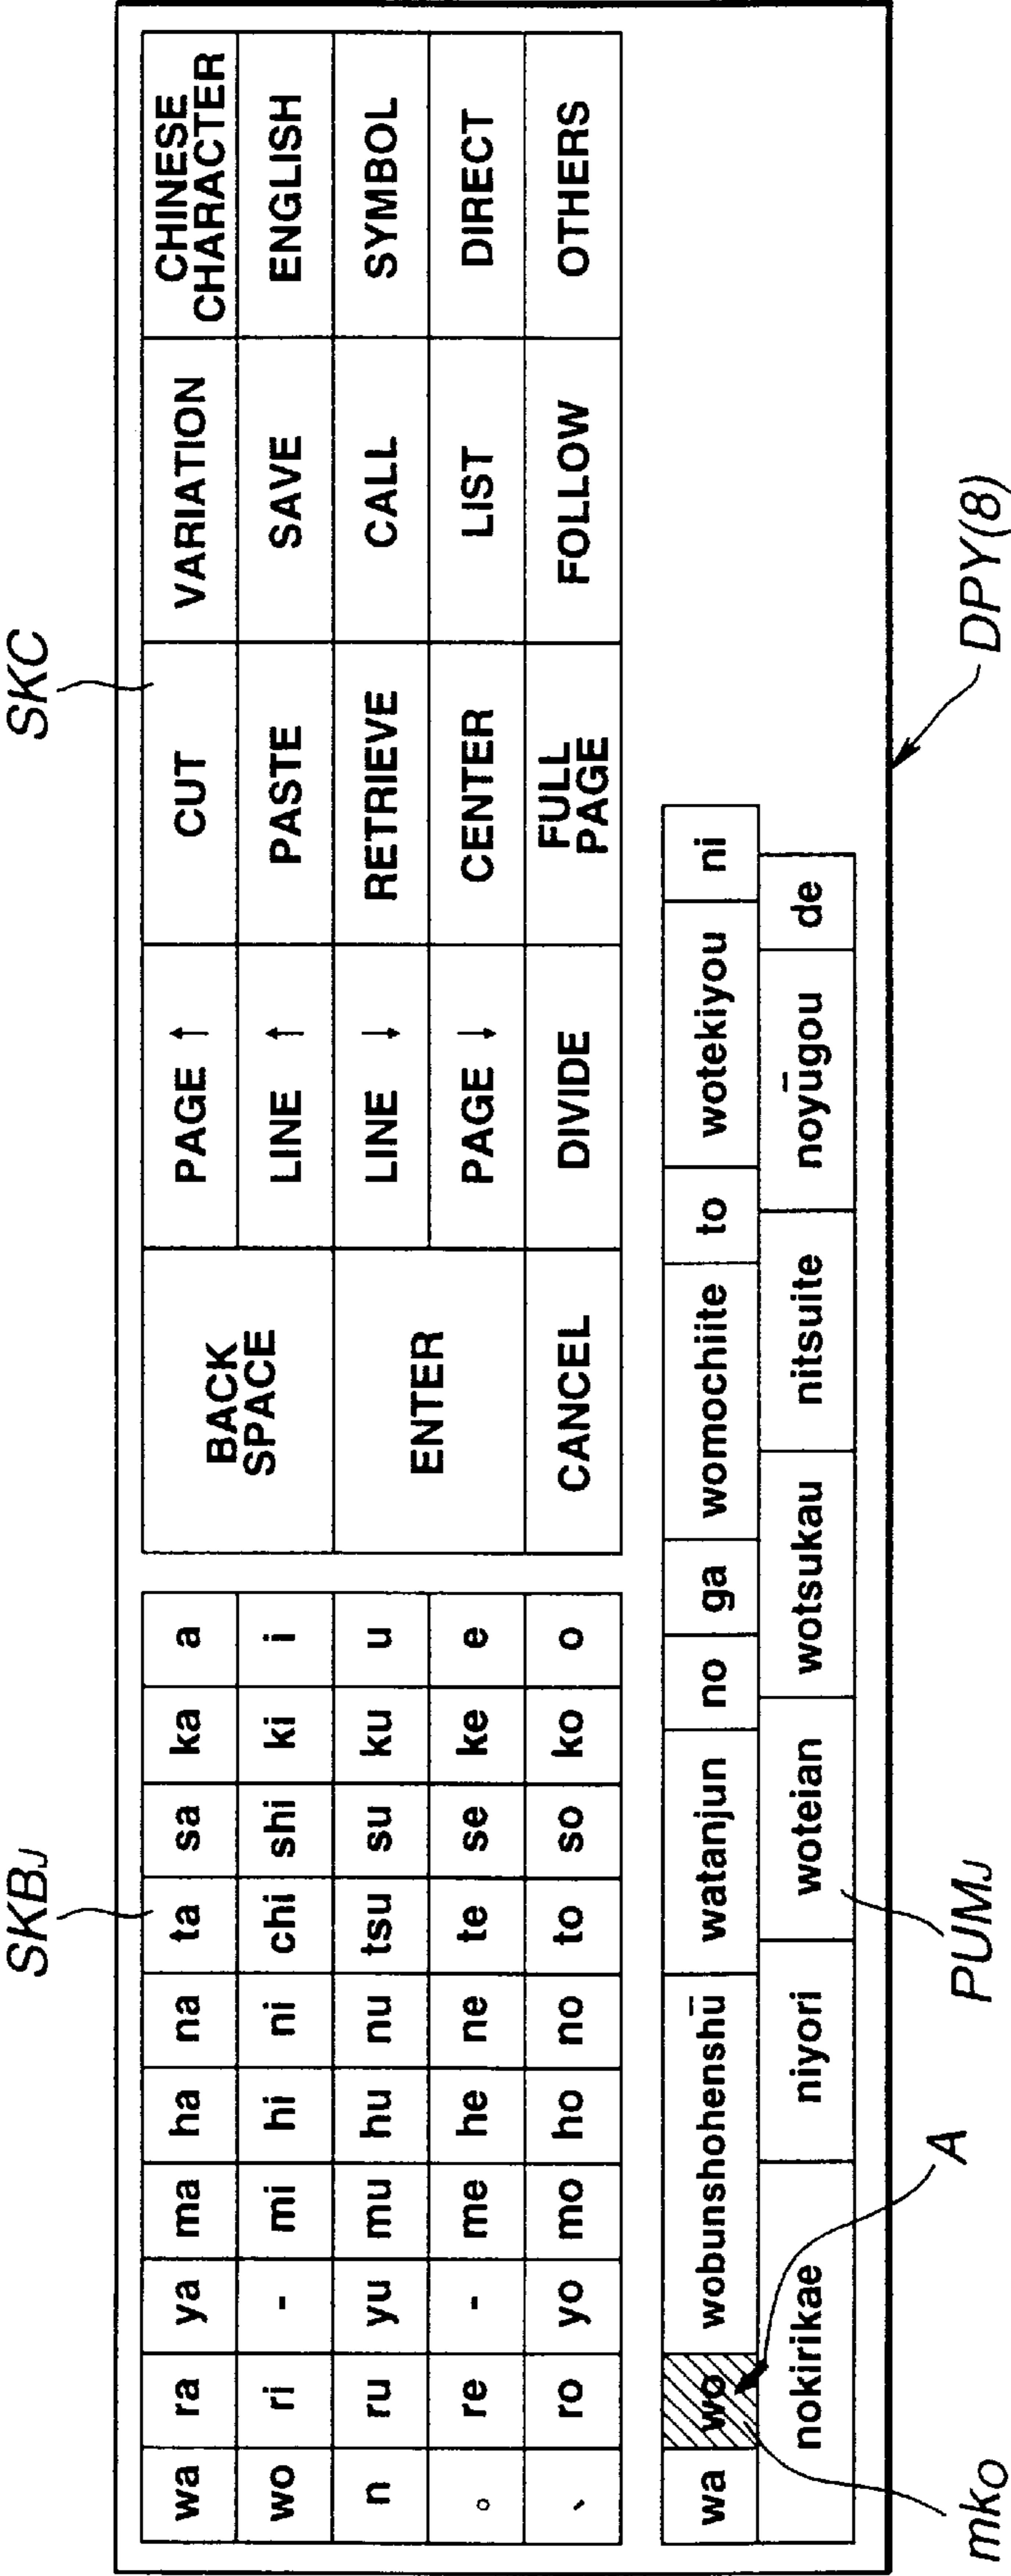 SKBJ SKC
wa ra ya ma ha na ta sa ka a BACK SPACE PAGE ↑ CUT VARIATION CHINESE CHARACTER
wo ri - mi hi ni chi shi ki i LINE ↑ PASTE SAVE ENGLISH
n ru yu mu hu nu tsu su ku u ENTER LINE ↓ RETRIEVE CALL SYMBOL
。 re - me he ne te se ke e PAGE ↓ CENTER LIST DIRECT
、 ro yo mo ho no to so ko o CANCEL DIVIDE FULL PAGE FOLLOW OTHERS
wa wo wobunshohenshū watanjun no ga womochiite to wotekiyou ni
nokirikae niyori woteian wotsukau nitsuite noyūgou de
mkO A PUMJ DPY(8)